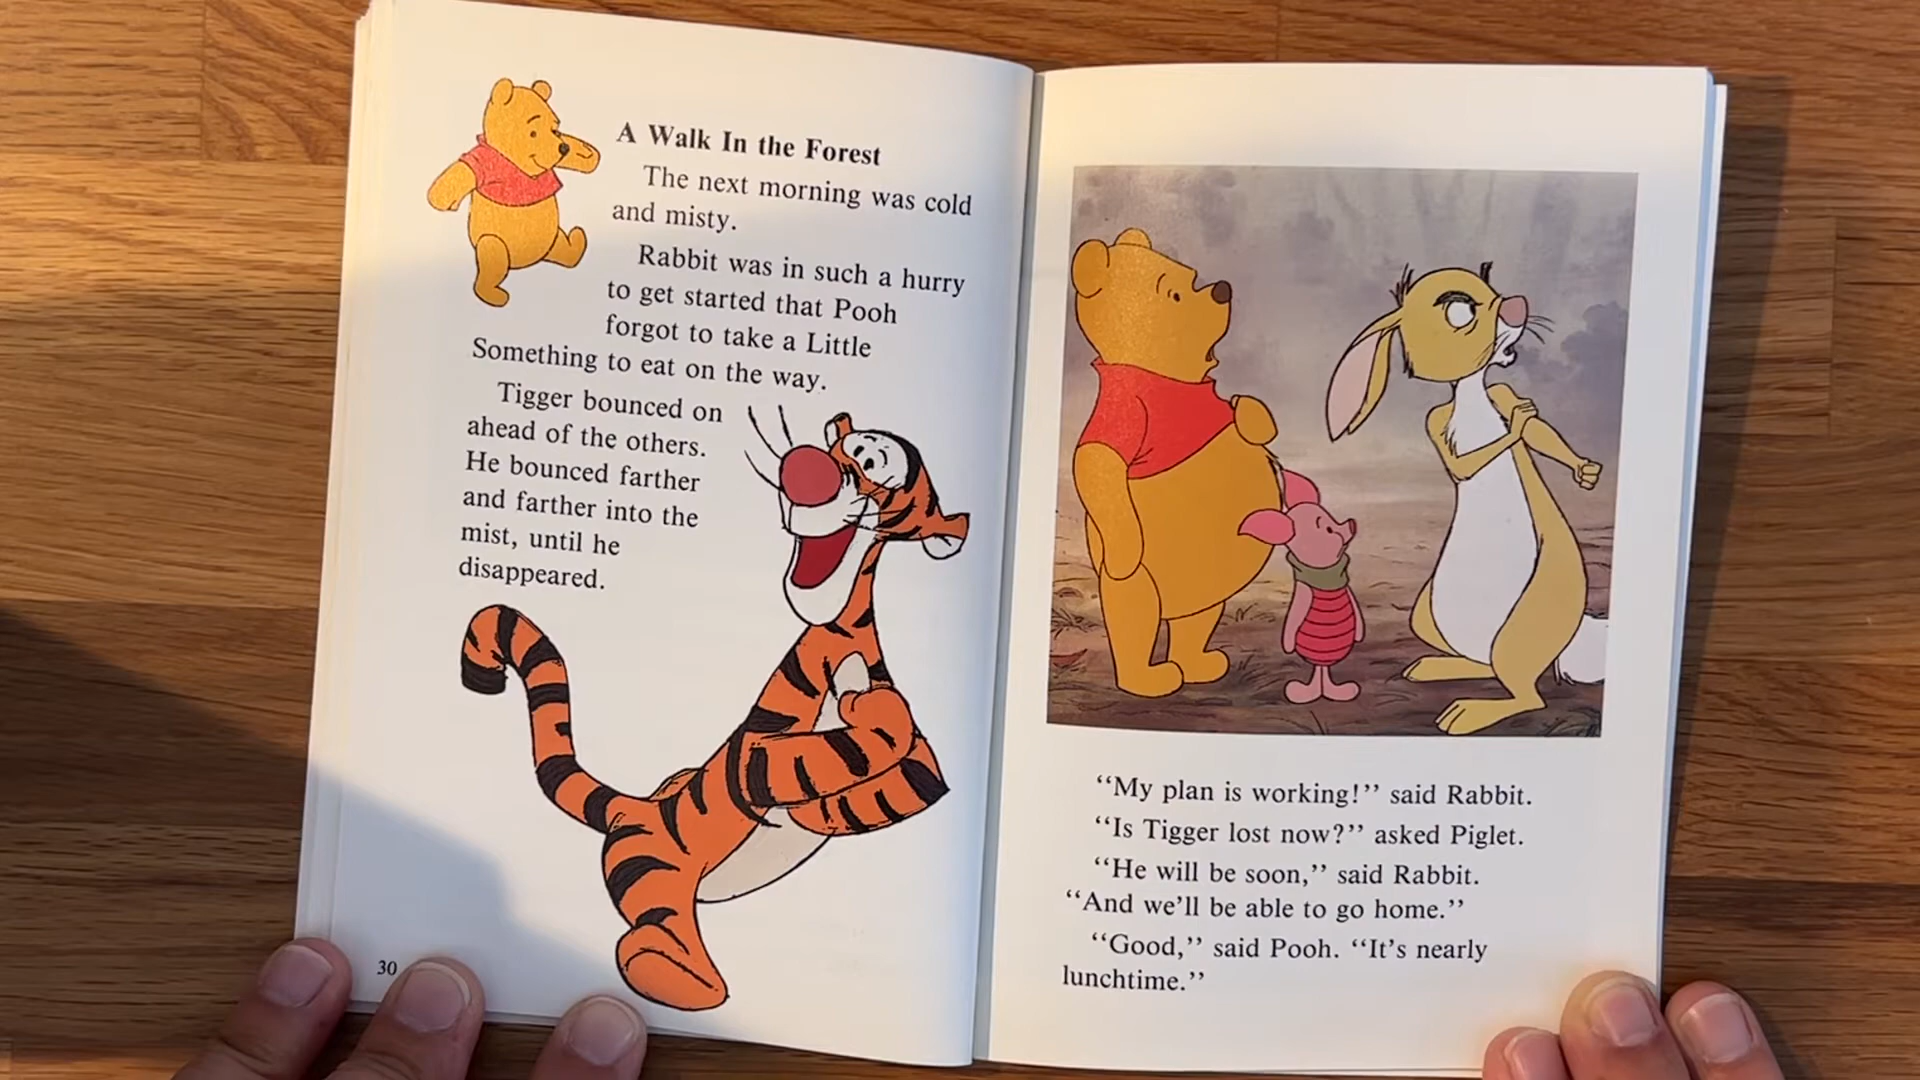 A Walk In the Forest
The next morning was cold
and misty.
Rabbit was in such a hurry
to get started that Pooh
forgot to take a Little
Something to eat on the way.
Tigger bounced on
ahead of the others.
He bounced farther
and farther into the
mist, until he
disappeared.
30
“My plan is working!” said Rabbit.
“Is Tigger lost now?” asked Piglet.
“He will be soon,” said Rabbit.
“And we’ll be able to go home.”
“Good,” said Pooh. “It’s nearly
lunchtime.”